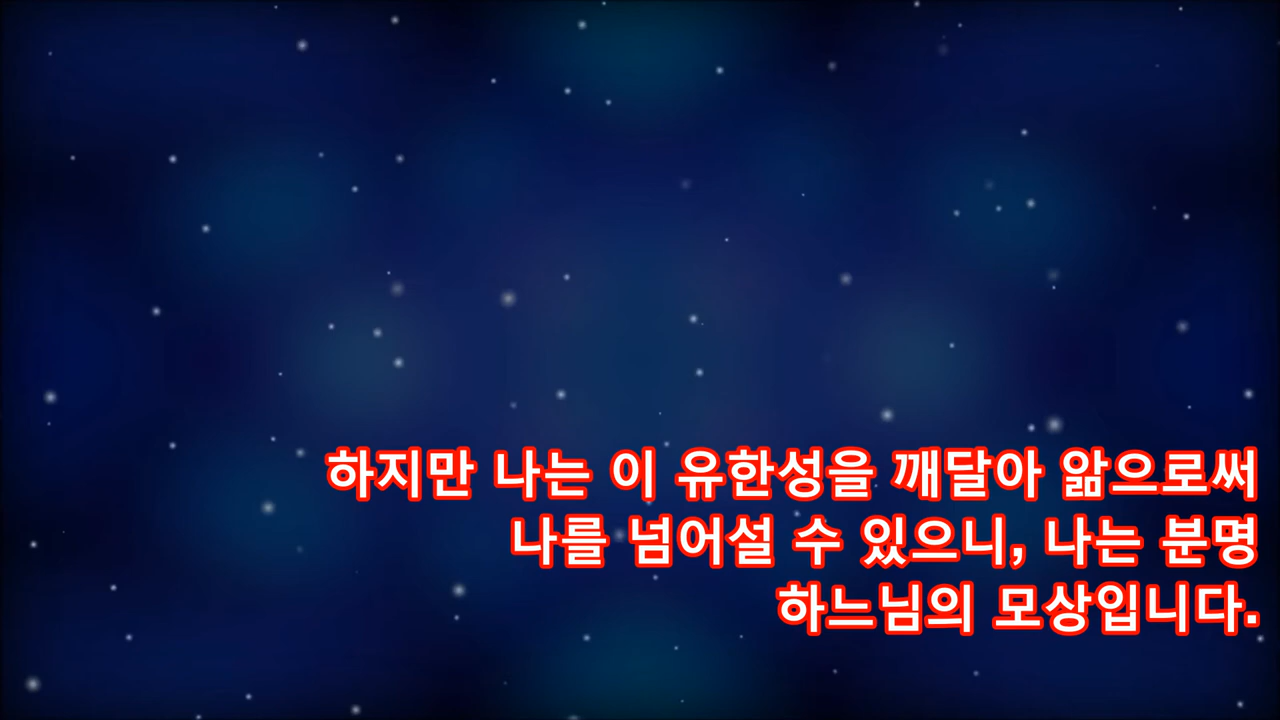 하지만 나는 이 유한성을 깨달아 앎으로써
나를 넘어설 수 있으니, 나는 분명
하느님의 모상입니다.